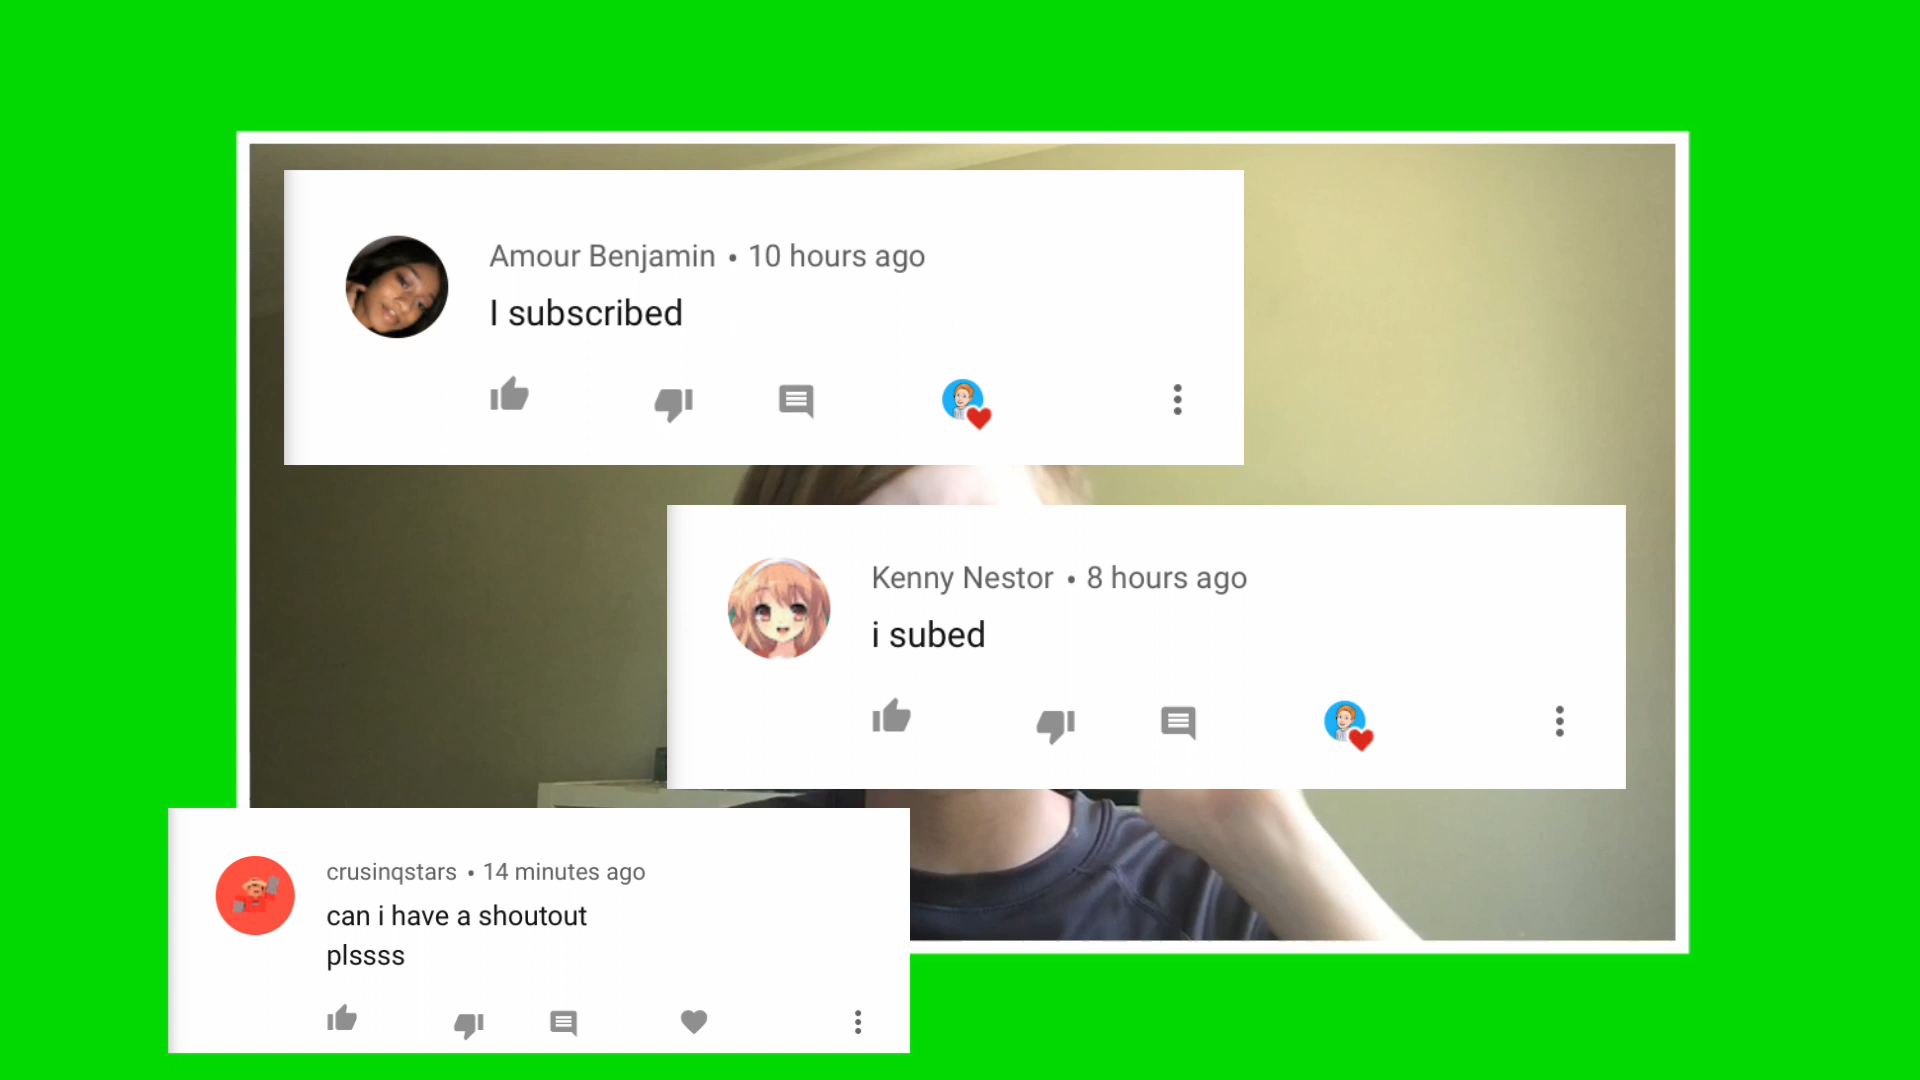 Amour Benjamin • 10 hours ago
I subscribed
Kenny Nestor • 8 hours ago
i subed
crusinqstars • 14 minutes ago
can i have a shoutout
plssss